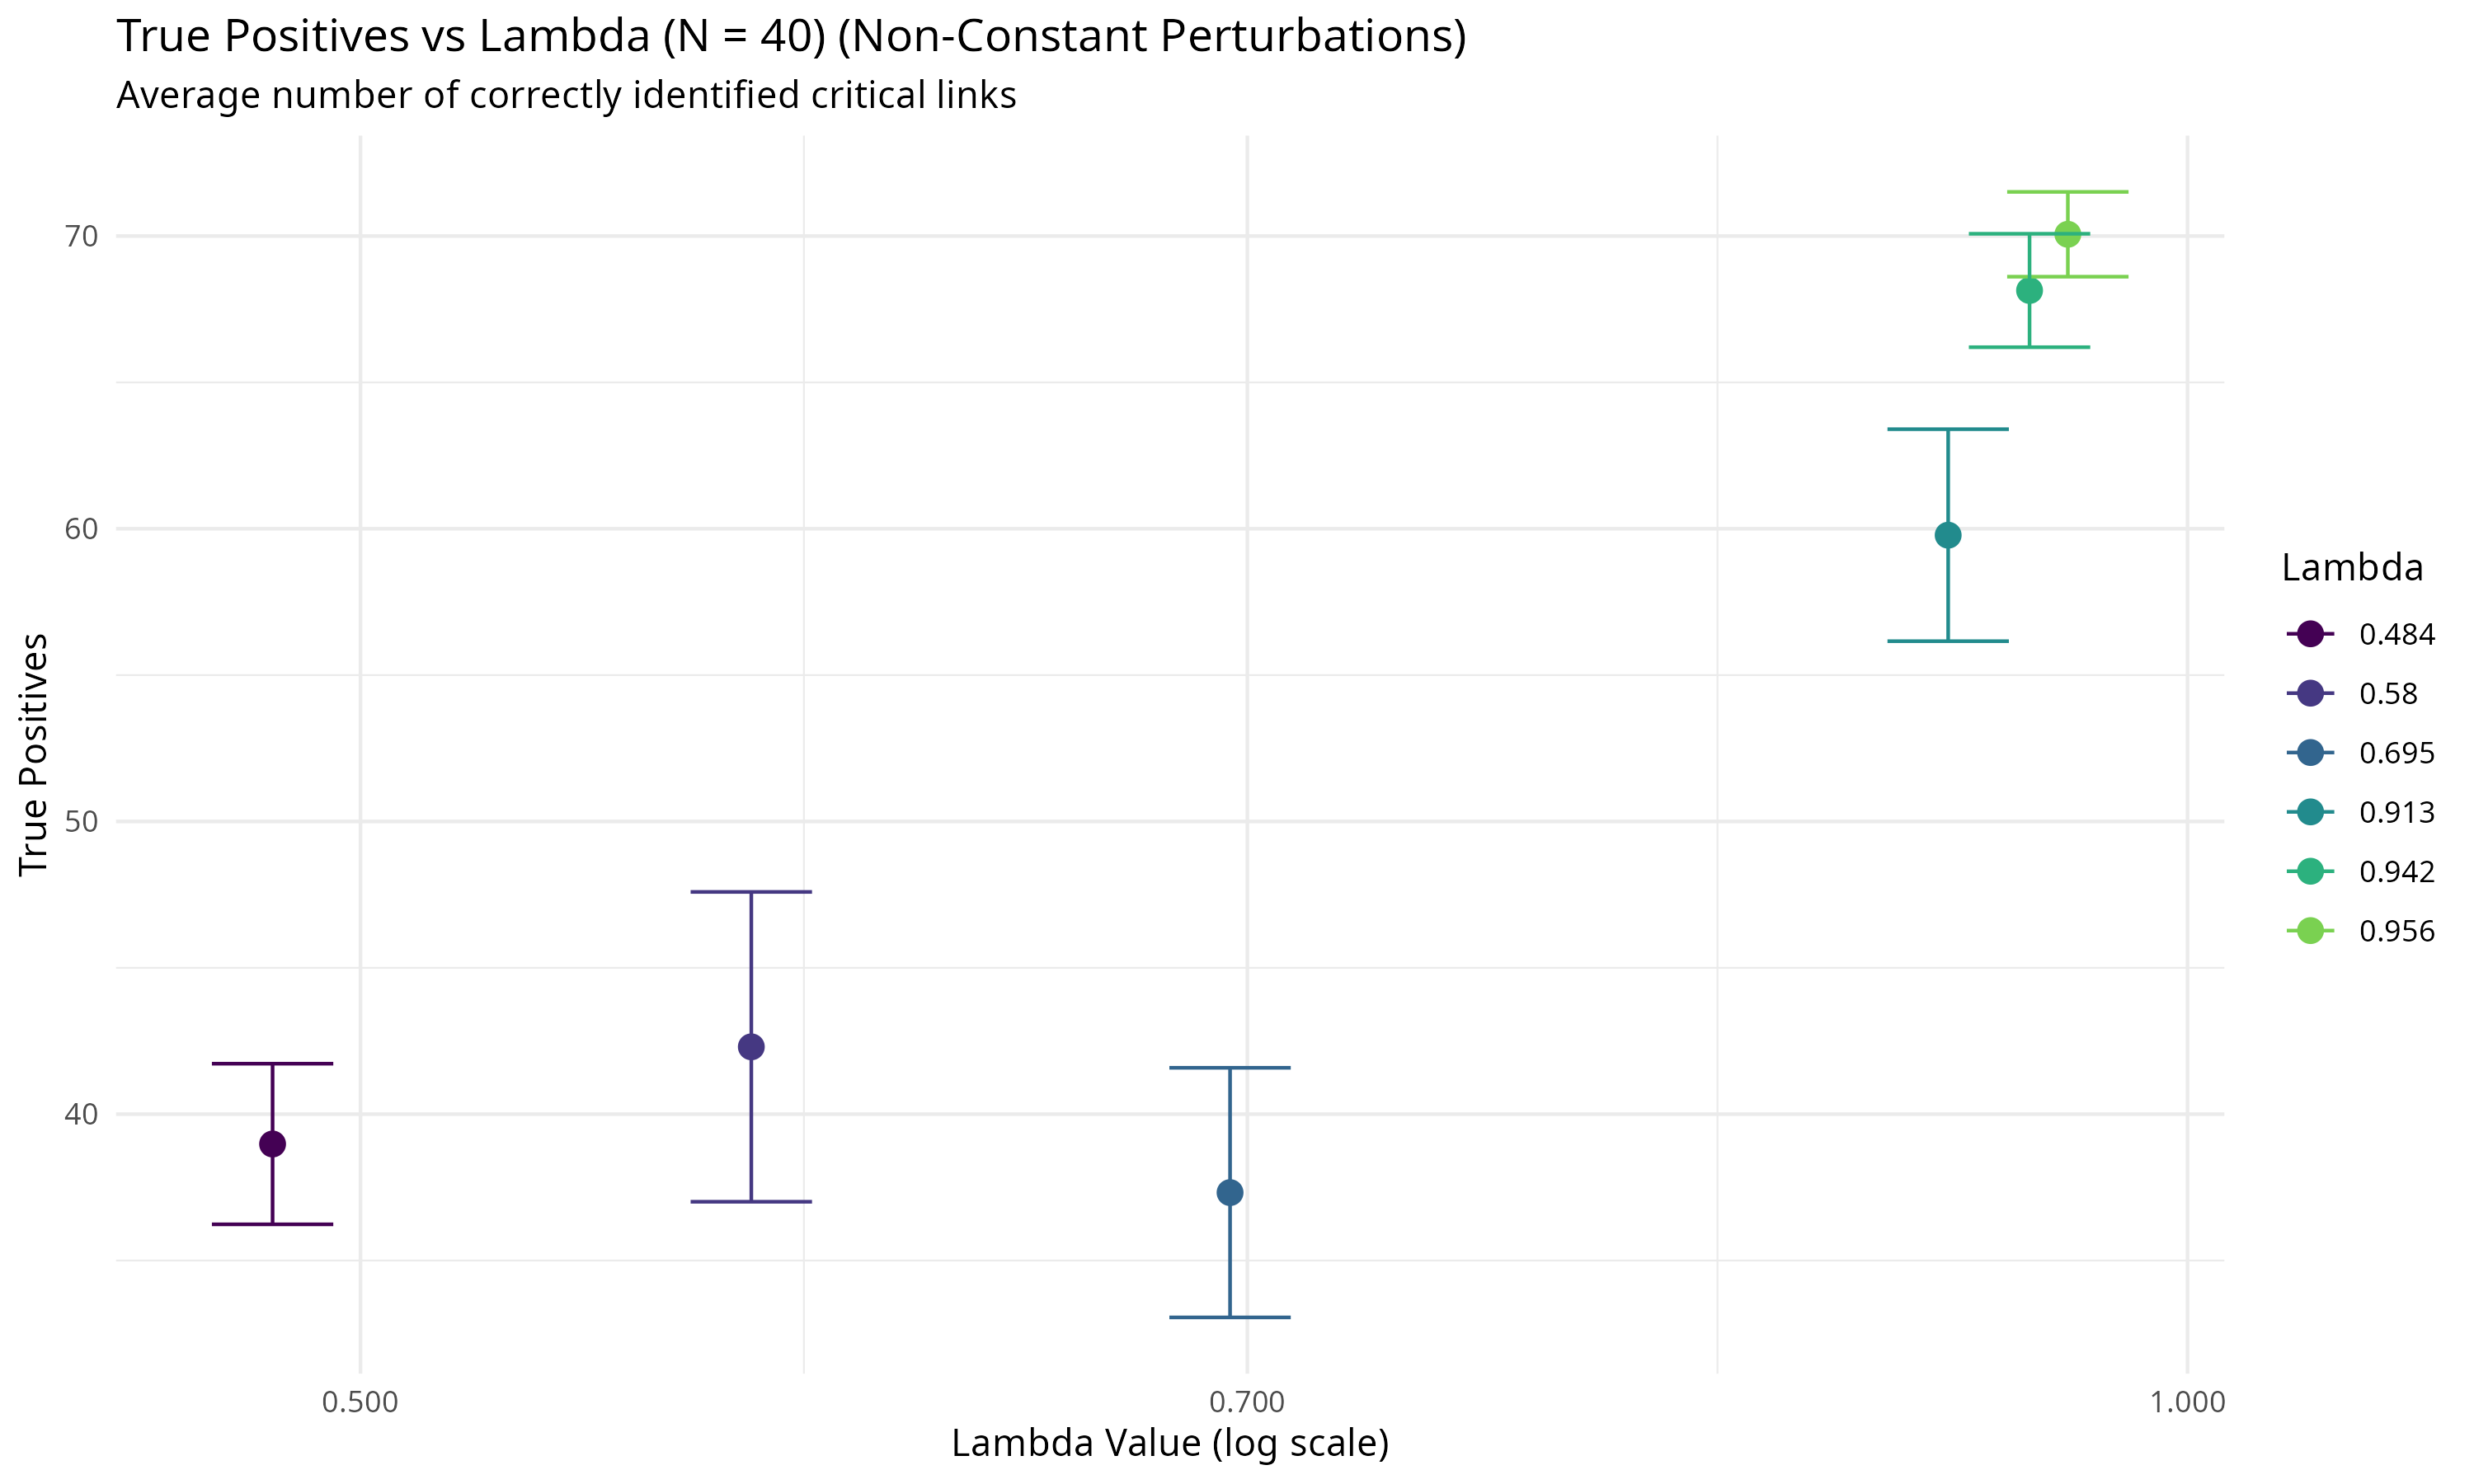 True Positives vs Lambda (N = 40) (Non-Constant Perturbations)
Average number of correctly identified critical links
70
60
50
40
True Positives
0.500
0.700
1.000
Lambda Value (log scale)
Lambda
0.484
0.58
0.695
0.913
0.942
0.956